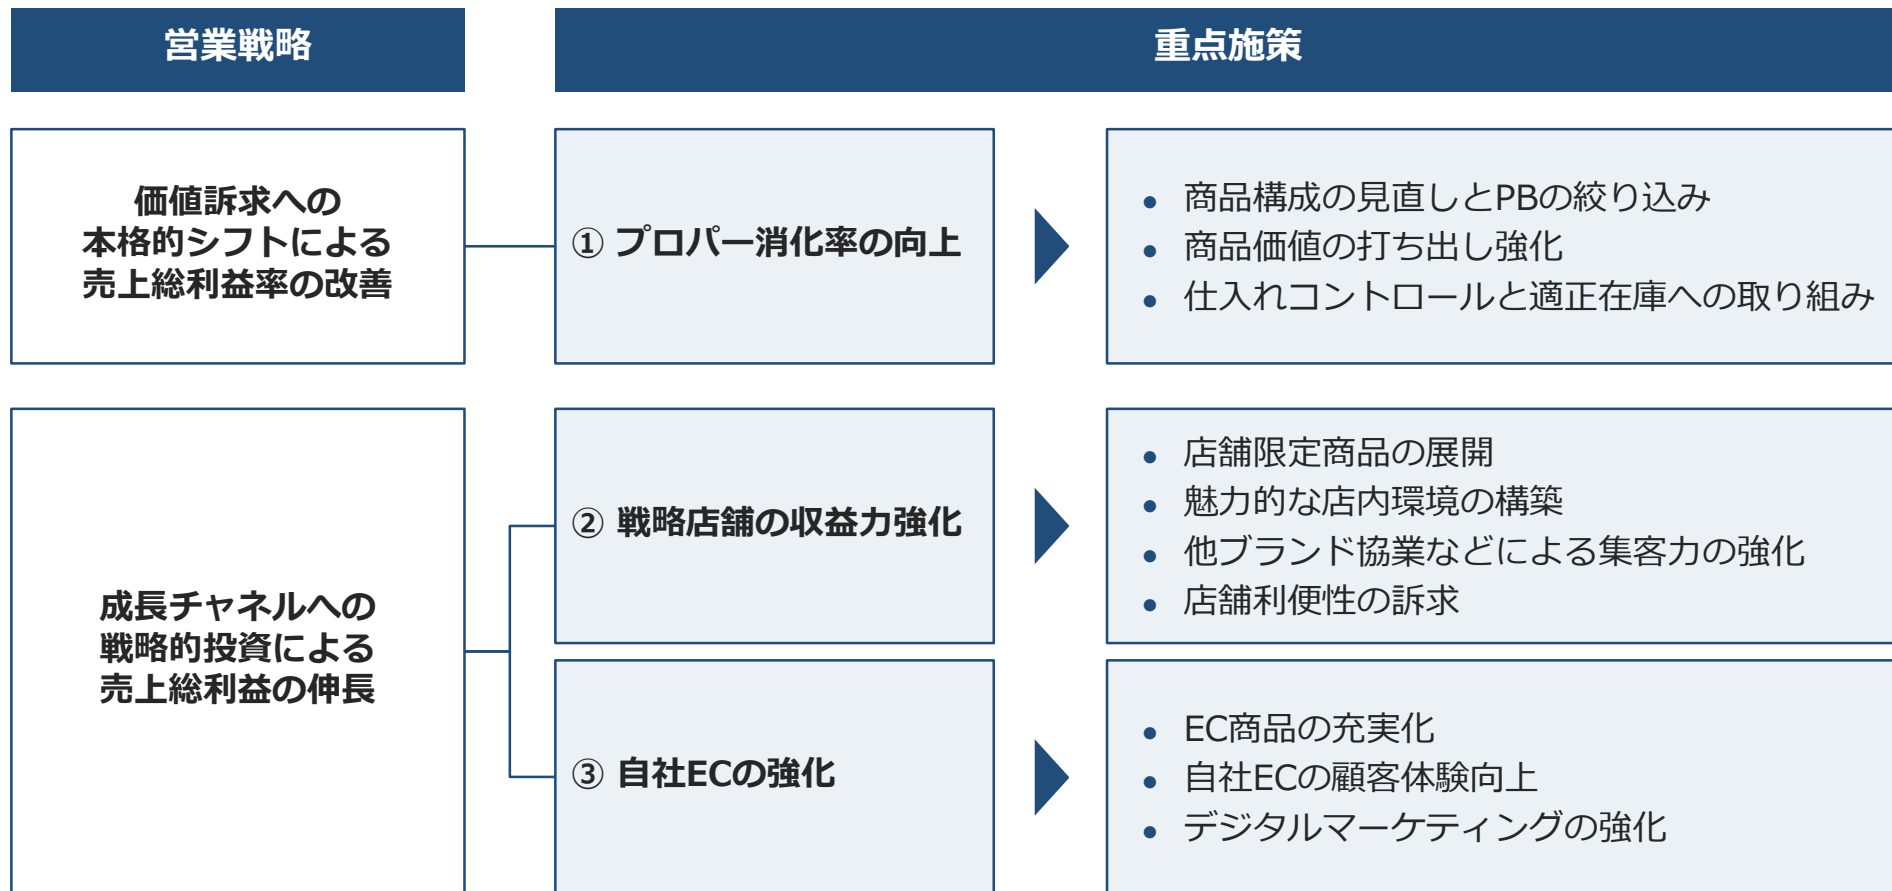 営業戦略
重点施策
価値訴求への
本格的シフトによる
売上総利益率の改善
① プロパー消化率の向上
● 商品構成の見直しとPBの絞り込み
● 商品価値の打ち出し強化
● 仕入れコントロールと適正在庫への取り組み
成長チャネルへの
戦略的投資による
売上総利益の伸長
② 戦略店舗の収益力強化
● 店舗限定商品の展開
● 魅力的な店内環境の構築
● 他ブランド協業などによる集客力の強化
● 店舗利便性の訴求
③ 自社ECの強化
● EC商品の充実化
● 自社ECの顧客体験向上
● デジタルマーケティングの強化